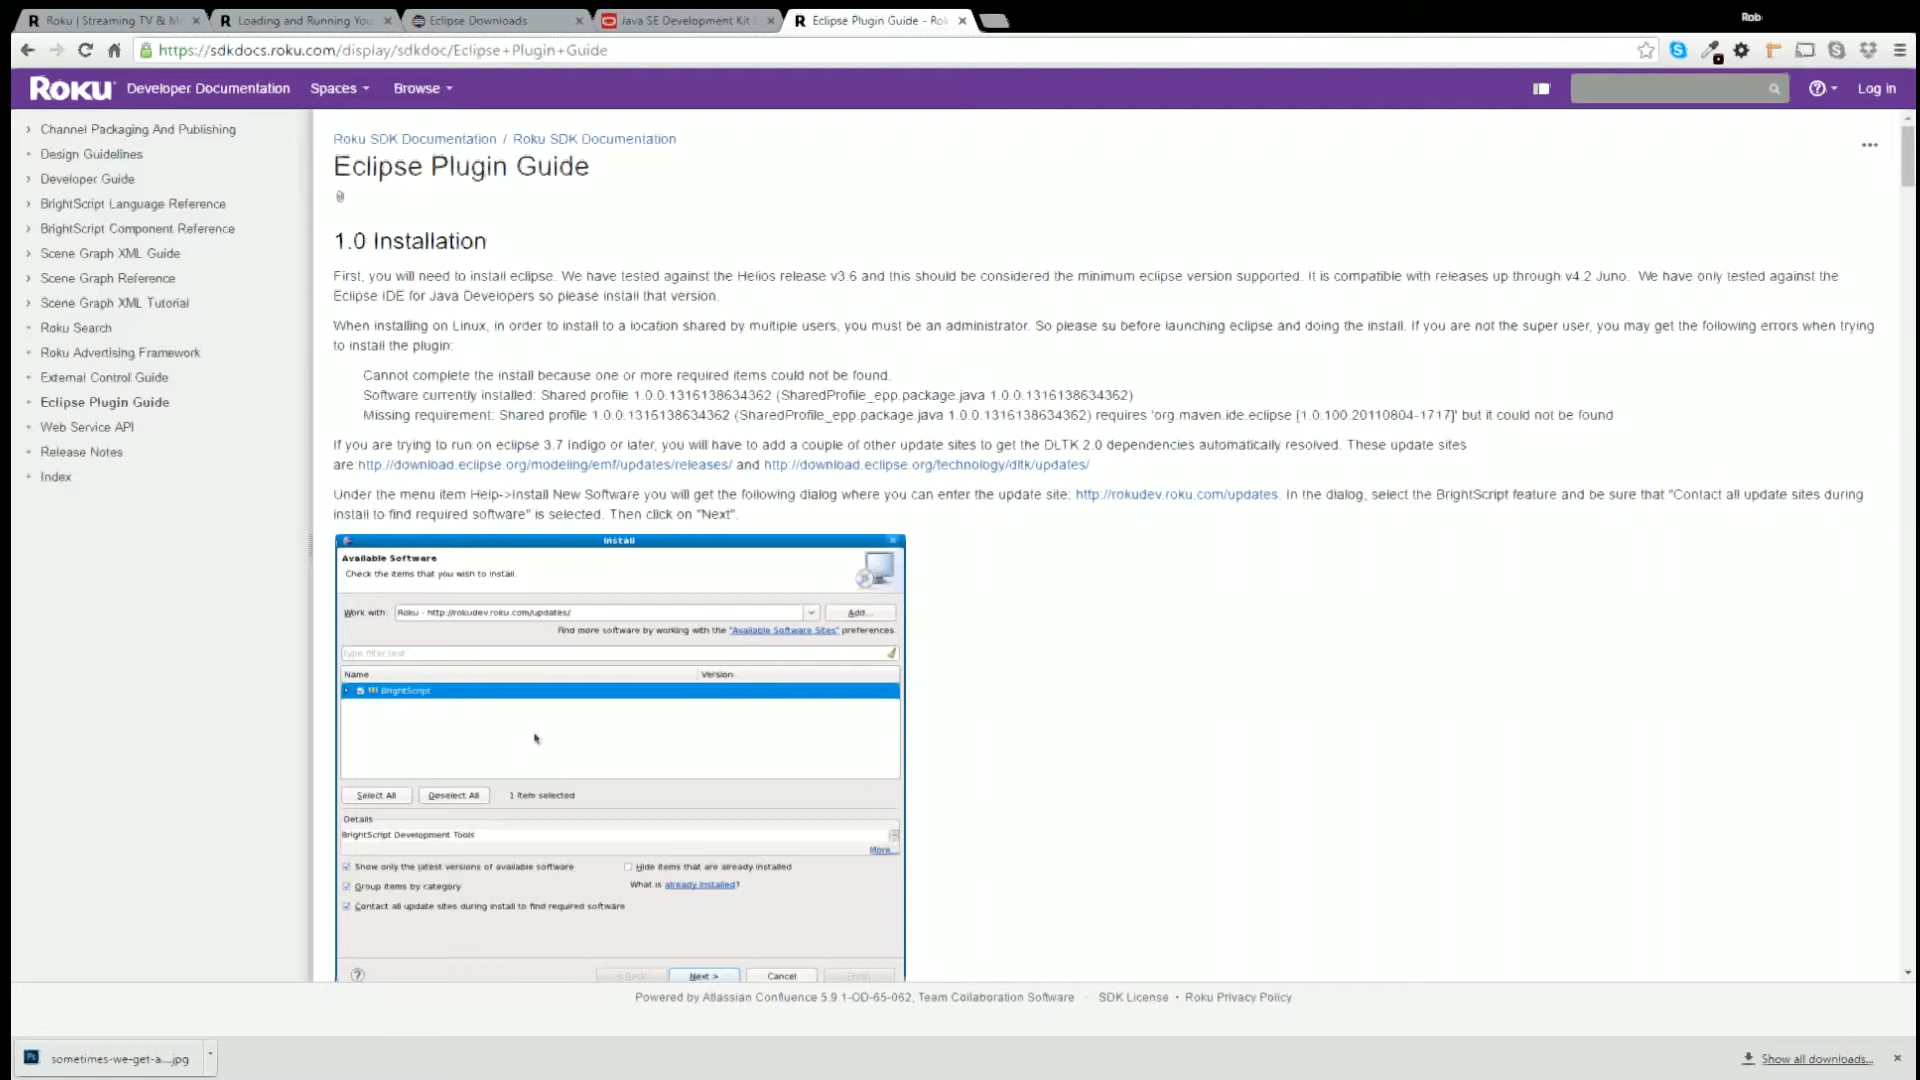 Roku | Streaming TV & M
Loading and Running You
Eclipse Downloads
Java SE Development Kit
Eclipse Plugin Guide - Rok
Rob
https://sdkdocs.roku.com/display/sdkdoc/Eclipse+Plugin+Guide
Roku Developer Documentation Spaces Browse Log in
Channel Packaging And Publishing
Design Guidelines
Developer Guide
BrightScript Language Reference
BrightScript Component Reference
Scene Graph XML Guide
Scene Graph Reference
Scene Graph XML Tutorial
Roku Search
Roku Advertising Framework
External Control Guide
Eclipse Plugin Guide
Web Service API
Release Notes
Index
Roku SDK Documentation / Roku SDK Documentation
Eclipse Plugin Guide
1.0 Installation
First, you will need to install eclipse. We have tested against the Helios release v3.6 and this should be considered the minimum eclipse version supported. It is compatible with releases up through v4.2 Juno. We have only tested against the
Eclipse IDE for Java Developers so please install that version.
When installing on Linux, in order to install to a location shared by multiple users, you must be an administrator. So please su before launching eclipse and doing the install. If you are not the super user, you may get the following errors when trying
to install the plugin:
Cannot complete the install because one or more required items could not be found.
Software currently installed: Shared profile 1.0.0.1316138634362 (SharedProfile_epp.package.java 1.0.0.1316138634362)
Missing requirement: Shared profile 1.0.0.1316138634362 (SharedProfile_epp.package.java 1.0.0.1316138634362) requires 'org.maven.ide.eclipse [1.0.100.20110804-1717]' but it could not be found
If you are trying to run on eclipse 3.7 Indigo or later, you will have to add a couple of other update sites to get the DLTK 2.0 dependencies automatically resolved. These update sites
are:http://download.eclipse.org/modeling/emf/updates/releases/ and http://download.eclipse.org/technology/dltk/updates/
Under the menu item Help->Install New Software you will get the following dialog where you can enter the update site: http://rokudev.roku.com/updates. In the dialog, select the BrightScript feature and be sure that "Contact all update sites during
install to find required software" is selected. Then click on "Next".
Install
Available Software
Check the items that you wish to install.
Work with: Roku - http://rokudev.roku.com/updates/ Add...
Find more software by working with the "Available Software Sites" preferences.
type filter text
Name Version
BrightScript
Select All Deselect All 1 item selected
Details
BrightScript Development Tools
More...
Show only the latest versions of available software Hide items that are already installed
Group items by category What is already installed?
Contact all update sites during install to find required software
< Back Next > Cancel Finish
Powered by Atlassian Confluence 5.9.1-OD-65-062, Team Collaboration Software · SDK License • Roku Privacy Policy
sometimes-we-get-a....jpg
Show all downloads...